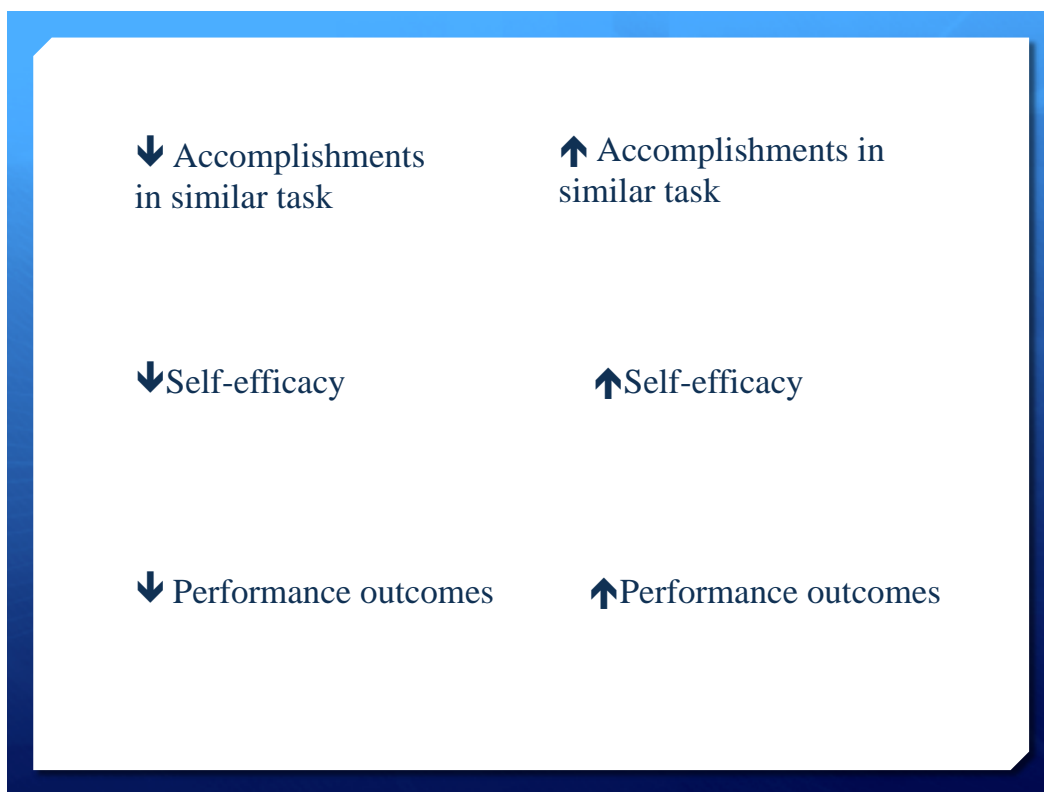 🡻 Accomplishments
in similar task
🡹 Accomplishments in
similar task
🡻Self-efficacy
🡹Self-efficacy
🡻 Performance outcomes
🡹Performance outcomes